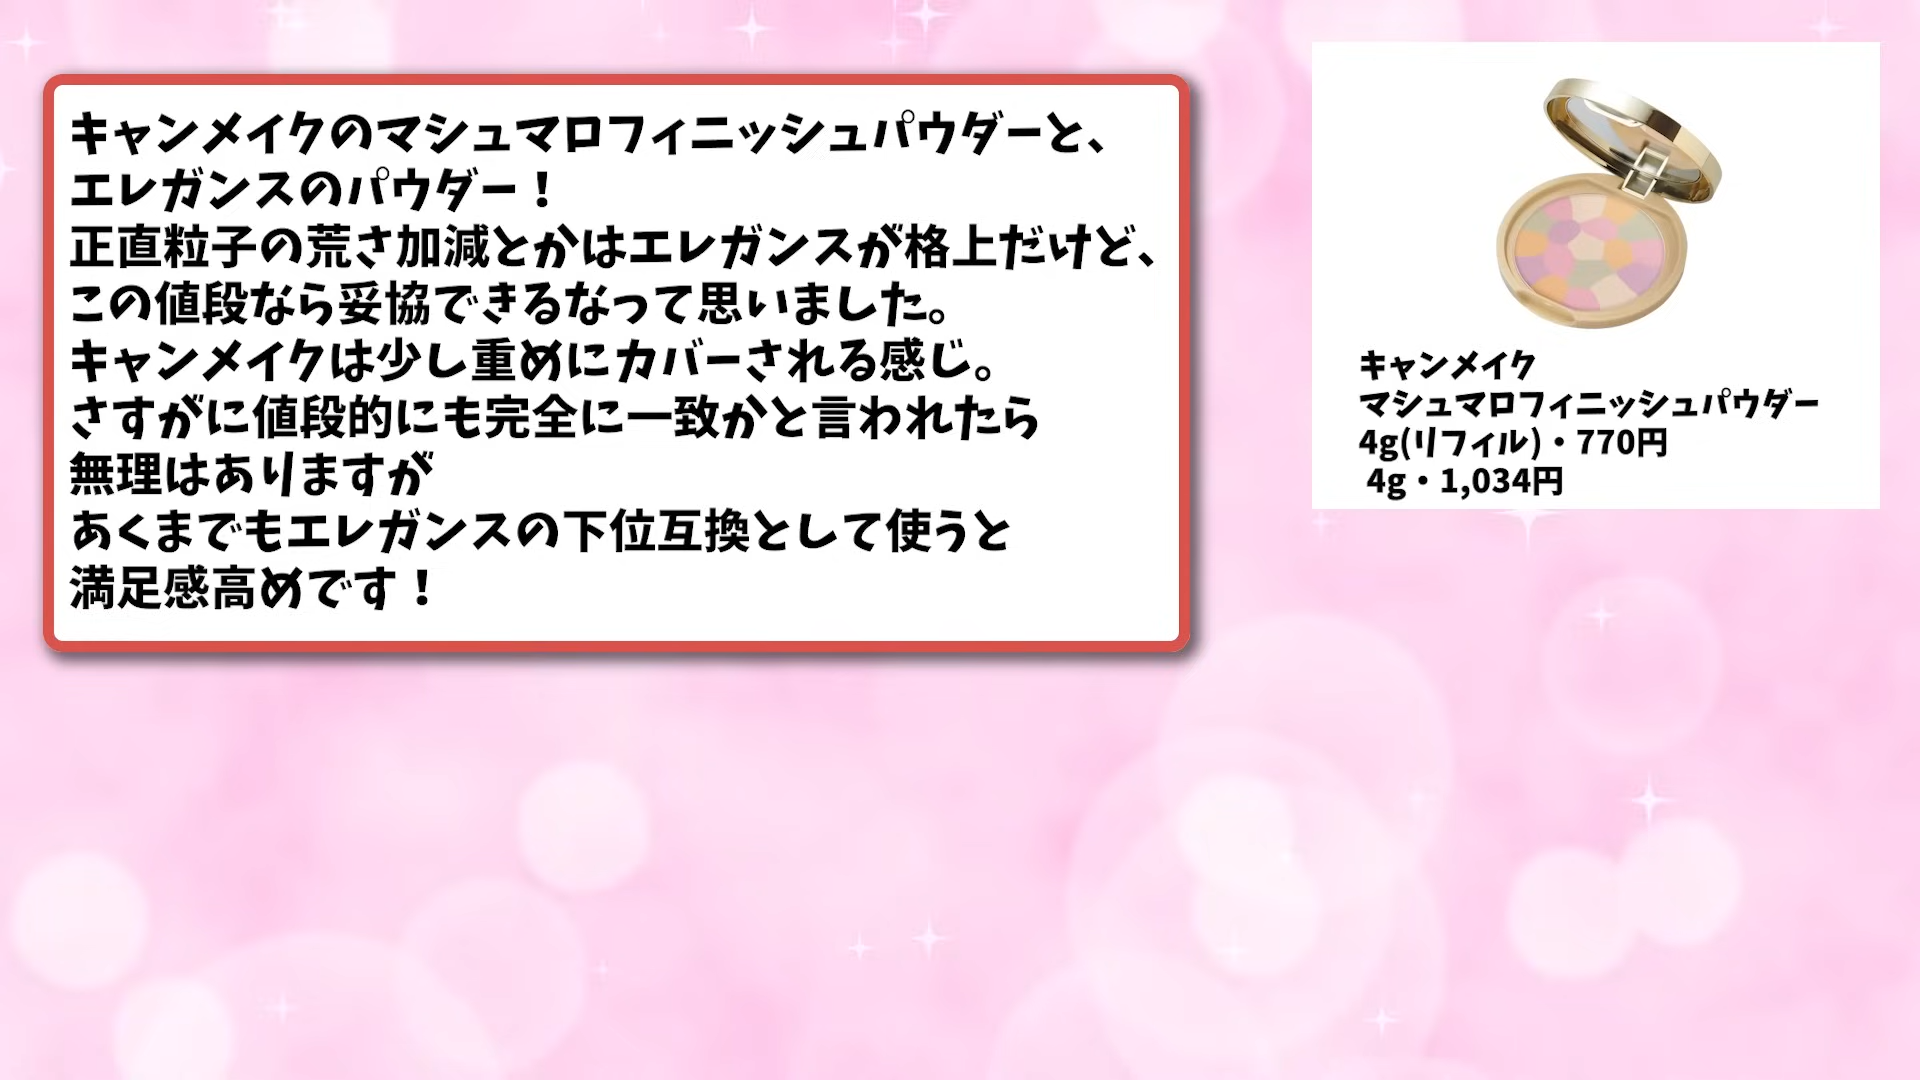 キャンメイクのマシュマロフィニッシュパウダーと、
エレガンスのパウダー！
正直粒子の荒さ加減とかはエレガンスが格上だけど、
この値段なら妥協できるなって思いました。
キャンメイクは少し重めにカバーされる感じ。
さすがに値段的にも完全に一致かと言われたら
無理はありますが
あくまでもエレガンスの下位互換として使うと
満足感高めです！
キャンメイク
マシュマロフィニッシュパウダー
4g(リフィル)・770円
4g・1,034円